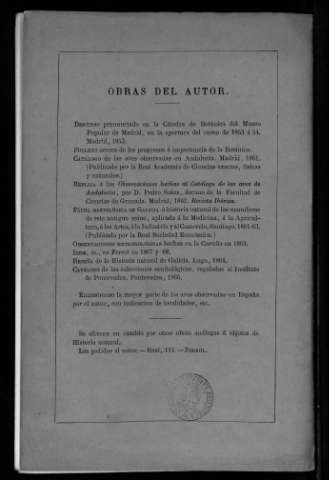 OBRAS DEL AUTOR.
DISCURSO pronunciado en la Cátedra de Botánica del Museo
Popular de Madrid, en la apertura del curso de 1853 á 54.
Madrid, 1853.
FOLLETO acerca de los progresos é importancia de la Botánica.
CATÁLOGO de las aves observadas en Andalucía. Madrid, 1861.
(Publicado por la Real Academia de Ciencias exactas, físicas
y naturales.)
RÉPLICA á las Observaciones hechas al Catálogo de las aves de
Andalucía, por D. Pedro Sainz, decano de la Facultad de
Ciencias de Granada. Madrid, 1862. Revista Ibérica.
FAUNA MASTOLÓGICA DE GALICIA, ó historia natural de los mamíferos
de este antiguo reino, aplicada á la Medicina, á la Agricul-
tura, á las Artes, á la Industria y al Comercio. Santiago, 1861-63.
(Publicada por la Real Sociedad Económica.)
OBSERVACIONES METEOROLÓGICAS hechas en la Coruña en 1863.
IDEM, id., en Ferrol en 1867 y 68.
RESEÑA de la Historia natural de Galicia. Lugo, 1866.
CATÁLOGO de las colecciones ornitológicas, regaladas al Instituto
de Pontevedra. Pontevedra, 1866.
la mayor parte de las aves observadas en España
por el autor, con indicacion de localidades, etc.
Se ofrecen en cambio por otras obras análogas ú objetos de
Historia natural.
Los pedidos al autor.—Real, 111.—Ferrol.